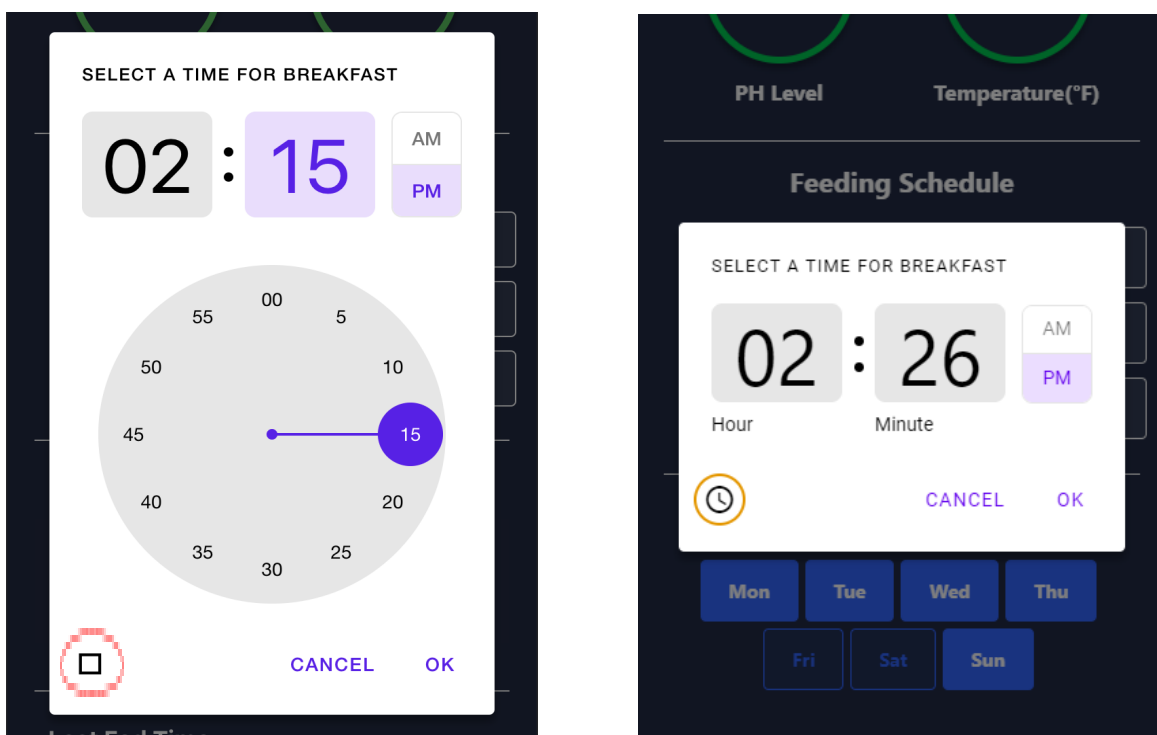 SELECT A TIME FOR BREAKFAST
02 : 15
AM
PM
00
5
10
15
20
25
30
35
40
45
50
55
CANCEL OK
PH Level Temperature(°F)
Feeding Schedule
SELECT A TIME FOR BREAKFAST
02 : 26
AM
PM
Hour Minute
CANCEL OK
Mon Tue Wed Thu
Fri Sat Sun